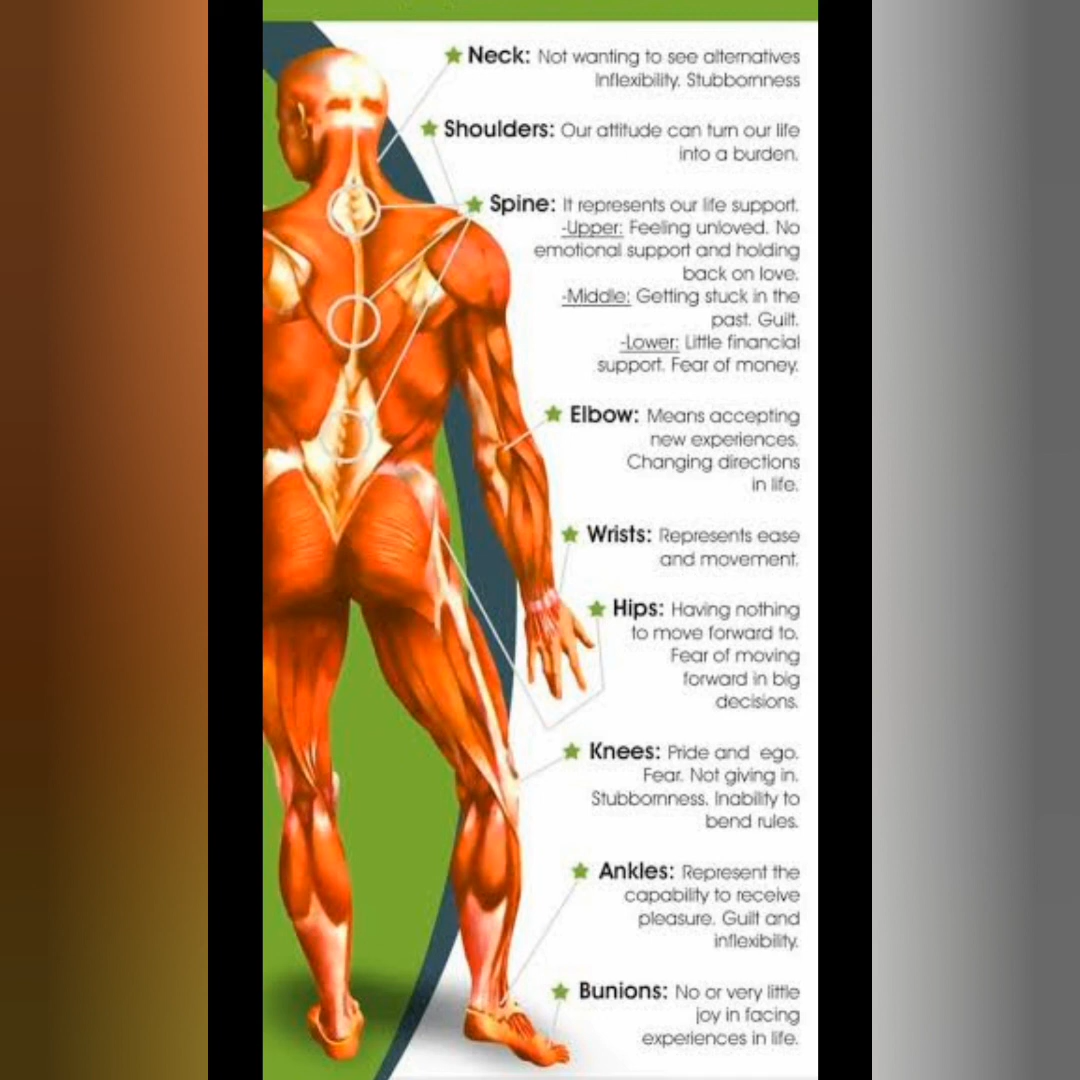 Neck: Not wanting to see alternatives
Inflexibility. Stubbornness
Shoulders: Our attitude can turn our life
into a burden.
Spine: It represents our life support.
-Upper: Feeling unloved. No
emotional support and holding
back on love.
-Middle: Getting stuck in the
past. Guilt.
-Lower: Little financial
support. Fear of money.
Elbow: Means accepting
new experiences.
Changing directions
in life.
Wrists: Represents ease
and movement.
Hips: Having nothing
to move forward to.
Fear of moving
forward in big
decisions.
Knees: Pride and ego.
Fear. Not giving in.
Stubbornness. Inability to
bend rules.
Ankles: Represent the
capability to receive
pleasure. Guilt and
inflexibility.
Bunions: No or very little
joy in facing
experiences in life.